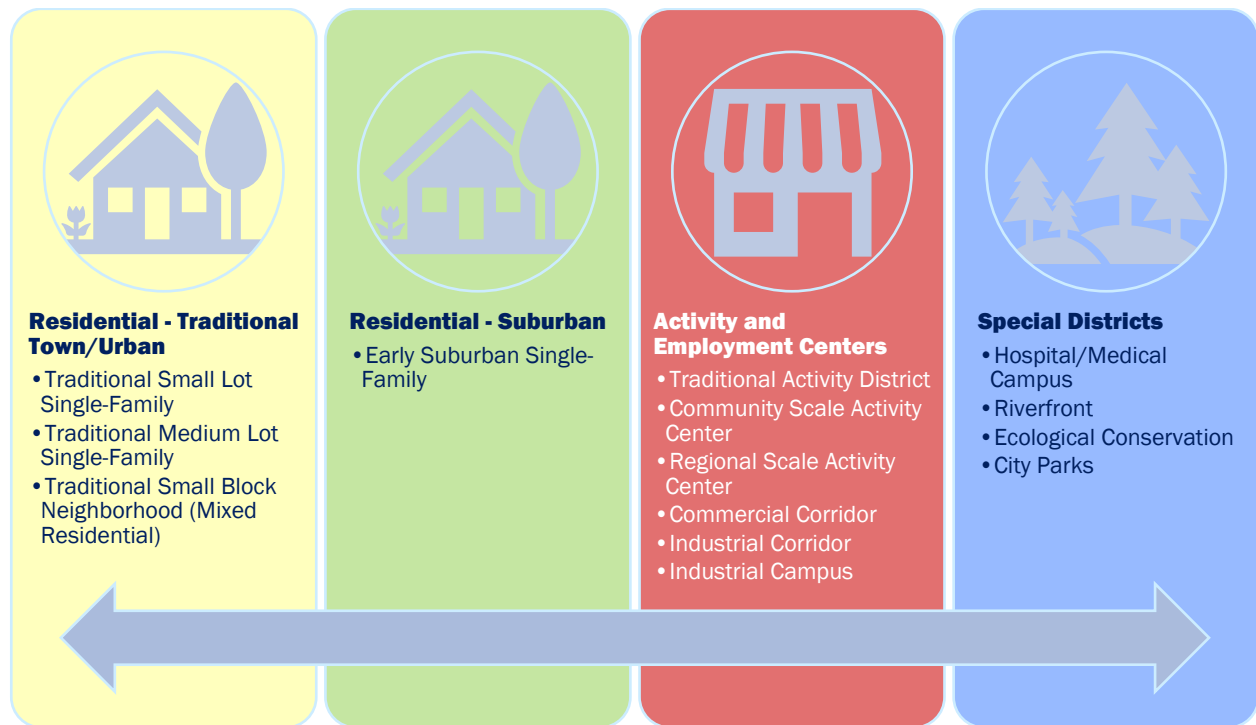 Residential - Traditional
Town/Urban
•Traditional Small Lot
Single-Family
•Traditional Medium Lot
Single-Family
•Traditional Small Block
Neighborhood (Mixed
Residential)
Residential - Suburban
•Early Suburban Single-
Family
Activity and
Employment Centers
•Traditional Activity District
•Community Scale Activity
Center
•Regional Scale Activity
Center
•Commercial Corridor
•Industrial Corridor
•Industrial Campus
Special Districts
•Hospital/Medical
Campus
•Riverfront
•Ecological Conservation
•City Parks